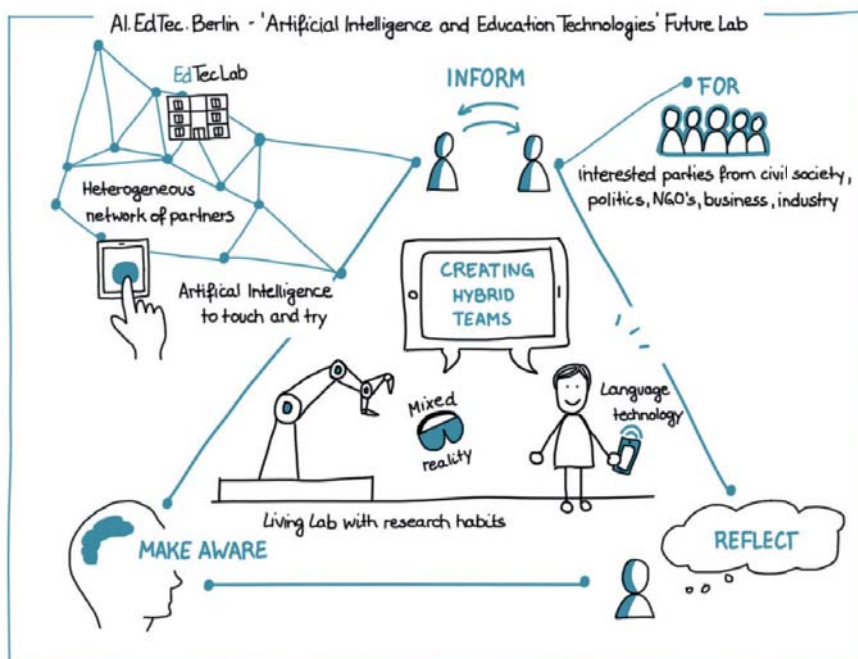 AI.EdTec.Berlin - 'Artificial Intelligence and Education Technologies' Future Lab
EdTecLab
INFORM
FOR
Heterogeneous
network of partners
interested parties from civil society,
politics, NGO's, business, industry
Artifical Intelligence
to touch and try
CREATING
HYBRID
TEAMS
Mixed
reality
Language
technology
Living Lab with research habits
MAKE AWARE
REFLECT